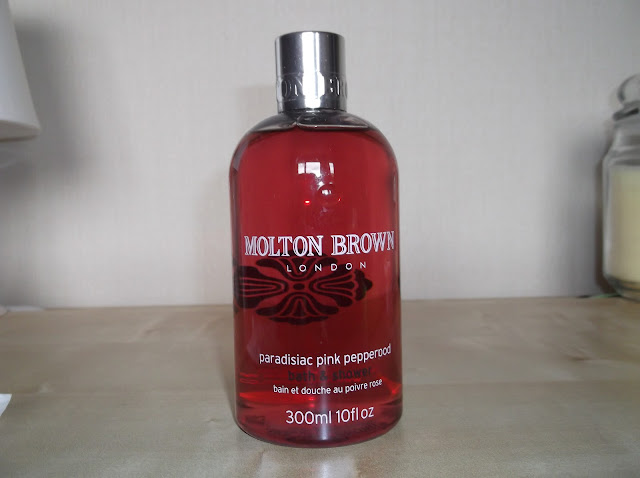 MOLTON BROWN
LONDON
paradisiac pink pepperpod
bath & shower
bain et douche au poivre rose
300ml 10fl oz